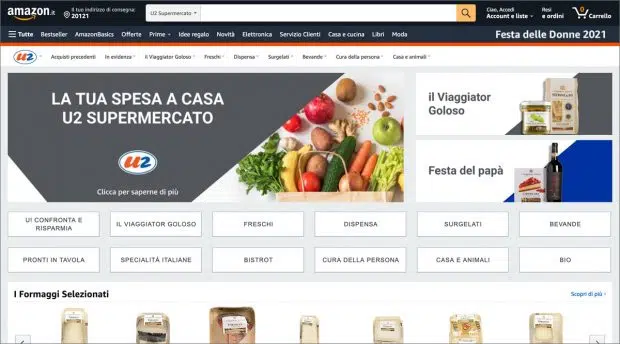 amazon.it
Il tuo indirizzo di consegna:
20121
U2 Supermercato
Ciao, Accedi
Account e liste
Resi
e ordini
0
Carrello
Tutte
Bestseller
AmazonBasics
Offerte
Prime
Idee regalo
Novità
Elettronica
Servizio Clienti
Casa e cucina
Libri
Moda
Festa delle Donne 2021
U2
Acquisti precedenti
In evidenza
Il Viaggiator Goloso
Freschi
Dispensa
Surgelati
Bevande
Cura della persona
Casa e animali
LA TUA SPESA A CASA
U2 SUPERMERCATO
U2
Clicca per saperne di più
il Viaggiator
Goloso
Festa del papà
U! CONFRONTA E
RISPARMIA
IL VIAGGIATOR GOLOSO
FRESCHI
DISPENSA
SURGELATI
BEVANDE
PRONTI IN TAVOLA
SPECIALITÀ ITALIANE
BISTROT
CURA DELLA PERSONA
CASA E ANIMALI
BIO
I Formaggi Selezionati
Scopri di più